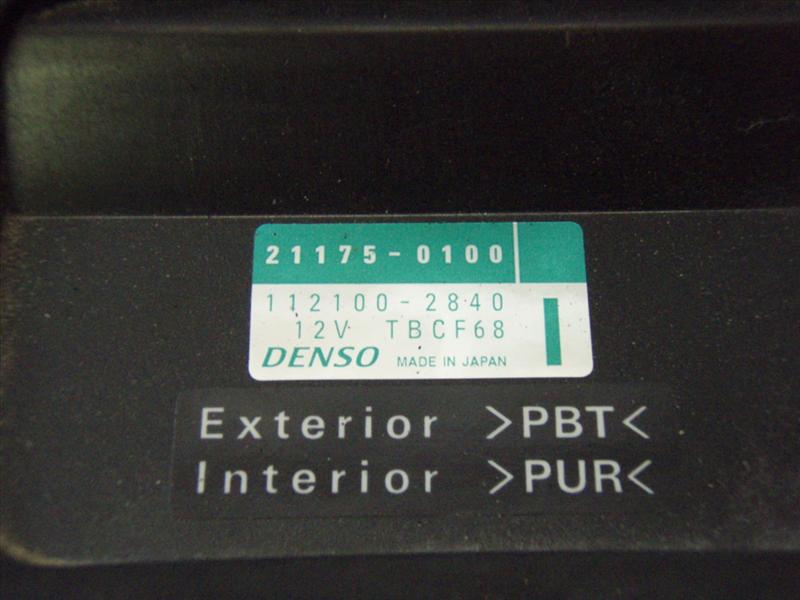 21175-0100
112100-2840
12V TBCF68
DENSO MADE IN JAPAN
Exterior >PBT<
Interior >PUR<